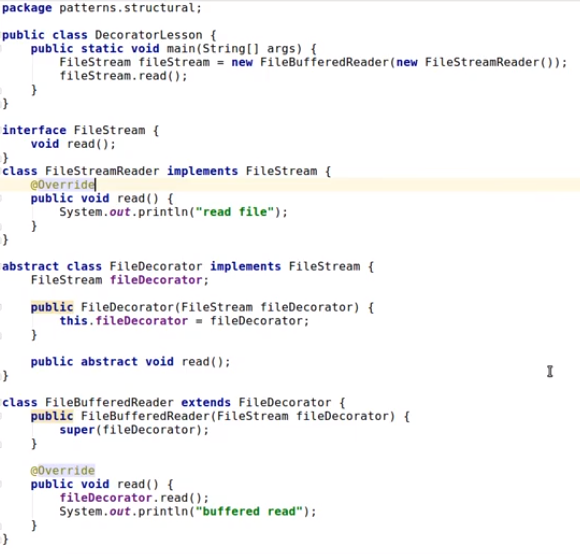 package patterns.structural;
public class DecoratorLesson {
public static void main(String[] args) {
FileStream fileStream = new FileBufferedReader(new FileStreamReader());
fileStream.read();
}
}
interface FileStream {
void read();
}
class FileStreamReader implements FileStream {
@Override
public void read() {
System.out.println("read file");
}
}
abstract class FileDecorator implements FileStream {
FileStream fileDecorator;
public FileDecorator(FileStream fileDecorator) {
this.fileDecorator = fileDecorator;
}
public abstract void read();
}
class FileBufferedReader extends FileDecorator {
public FileBufferedReader(FileStream fileDecorator) {
super(fileDecorator);
}
@Override
public void read() {
fileDecorator.read();
System.out.println("buffered read");
}
}